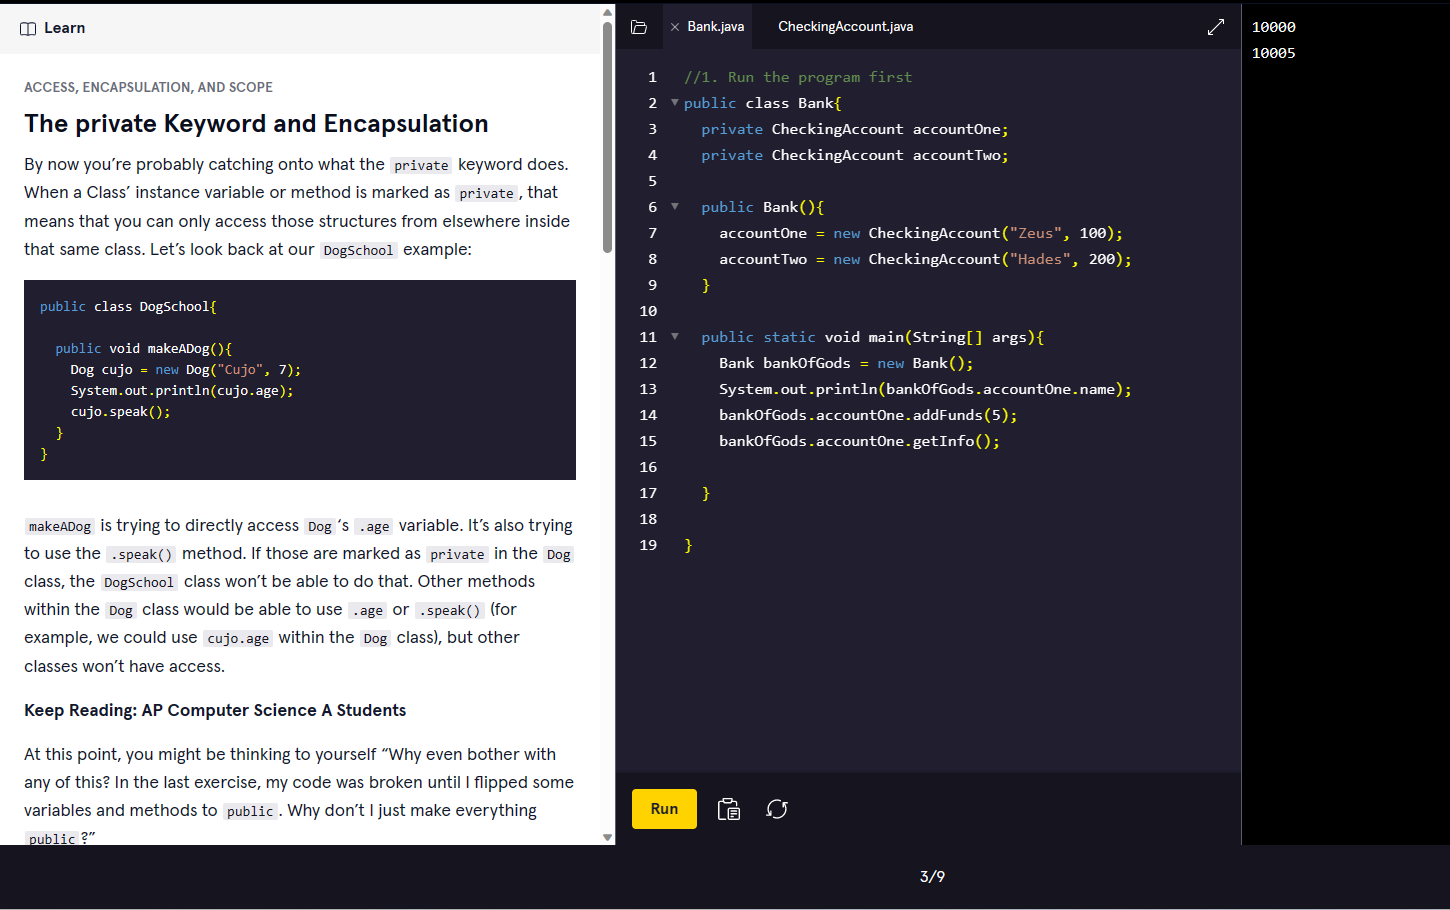 Learn
ACCESS, ENCAPSULATION, AND SCOPE
The private Keyword and Encapsulation
By now you’re probably catching onto what the private keyword does.
When a Class’ instance variable or method is marked as private, that
means that you can only access those structures from elsewhere inside
that same class. Let’s look back at our DogSchool example:
public class DogSchool{
public void makeADog(){
Dog cujo = new Dog("Cujo", 7);
System.out.println(cujo.age);
cujo.speak();
}
}
makeADog is trying to directly access Dog ‘s .age variable. It’s also trying
to use the .speak() method. If those are marked as private in the Dog
class, the DogSchool class won’t be able to do that. Other methods
within the Dog class would be able to use .age or .speak() (for
example, we could use cujo.age within the Dog class), but other
classes won’t have access.
Keep Reading: AP Computer Science A Students
At this point, you might be thinking to yourself “Why even bother with
any of this? In the last exercise, my code was broken until I flipped some
variables and methods to public. Why don’t I just make everything
public?”
Bank.java CheckingAccount.java
1 //1. Run the program first
2 public class Bank{
3 private CheckingAccount accountOne;
4 private CheckingAccount accountTwo;
5
6 public Bank(){
7 accountOne = new CheckingAccount("Zeus", 100);
8 accountTwo = new CheckingAccount("Hades", 200);
9 }
10
11 public static void main(String[] args){
12 Bank bankOfGods = new Bank();
13 System.out.println(bankOfGods.accountOne.name);
14 bankOfGods.accountOne.addFunds(5);
15 bankOfGods.accountOne.getInfo();
16
17 }
18
19 }
Run
10000
10005
3/9